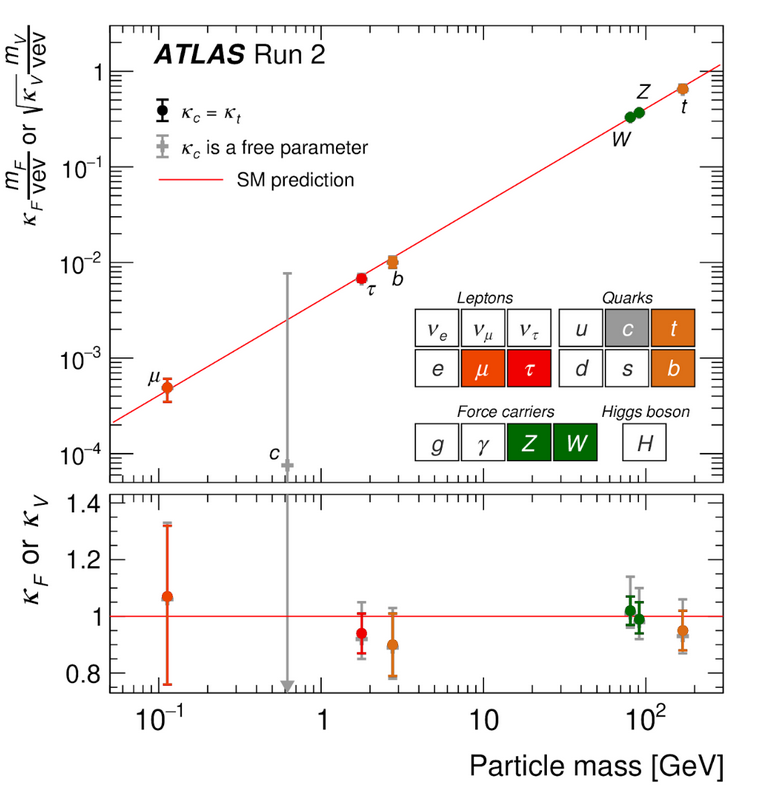 κ_F m_F/vev or √κ_V m_V/vev
ATLAS Run 2
κ_c = κ_t
κ_c is a free parameter
SM prediction
1
10⁻¹
10⁻²
10⁻³
10⁻⁴
μ
c
τ
b
W
Z
t
Leptons Quarks
ν_e ν_μ ν_τ u c t
e μ τ d s b
Force carriers Higgs boson
g γ Z W H
κ_F or κ_V
1.4
1.2
1
0.8
10⁻¹ 1 10 10²
Particle mass [GeV]